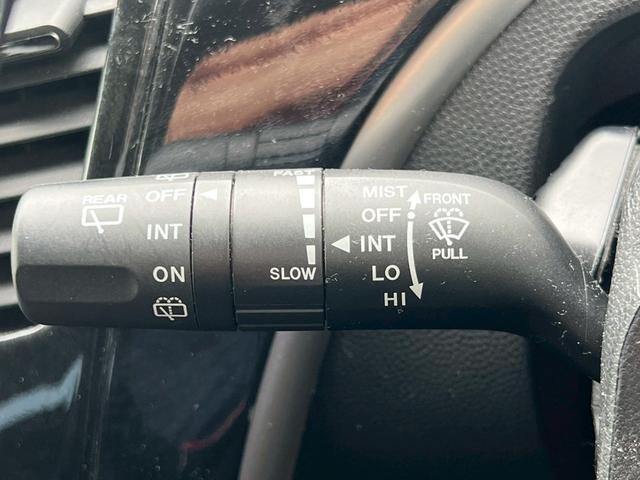 REAR
OFF
INT
ON
FAST
SLOW
MIST
OFF
INT
LO
HI
FRONT
PULL